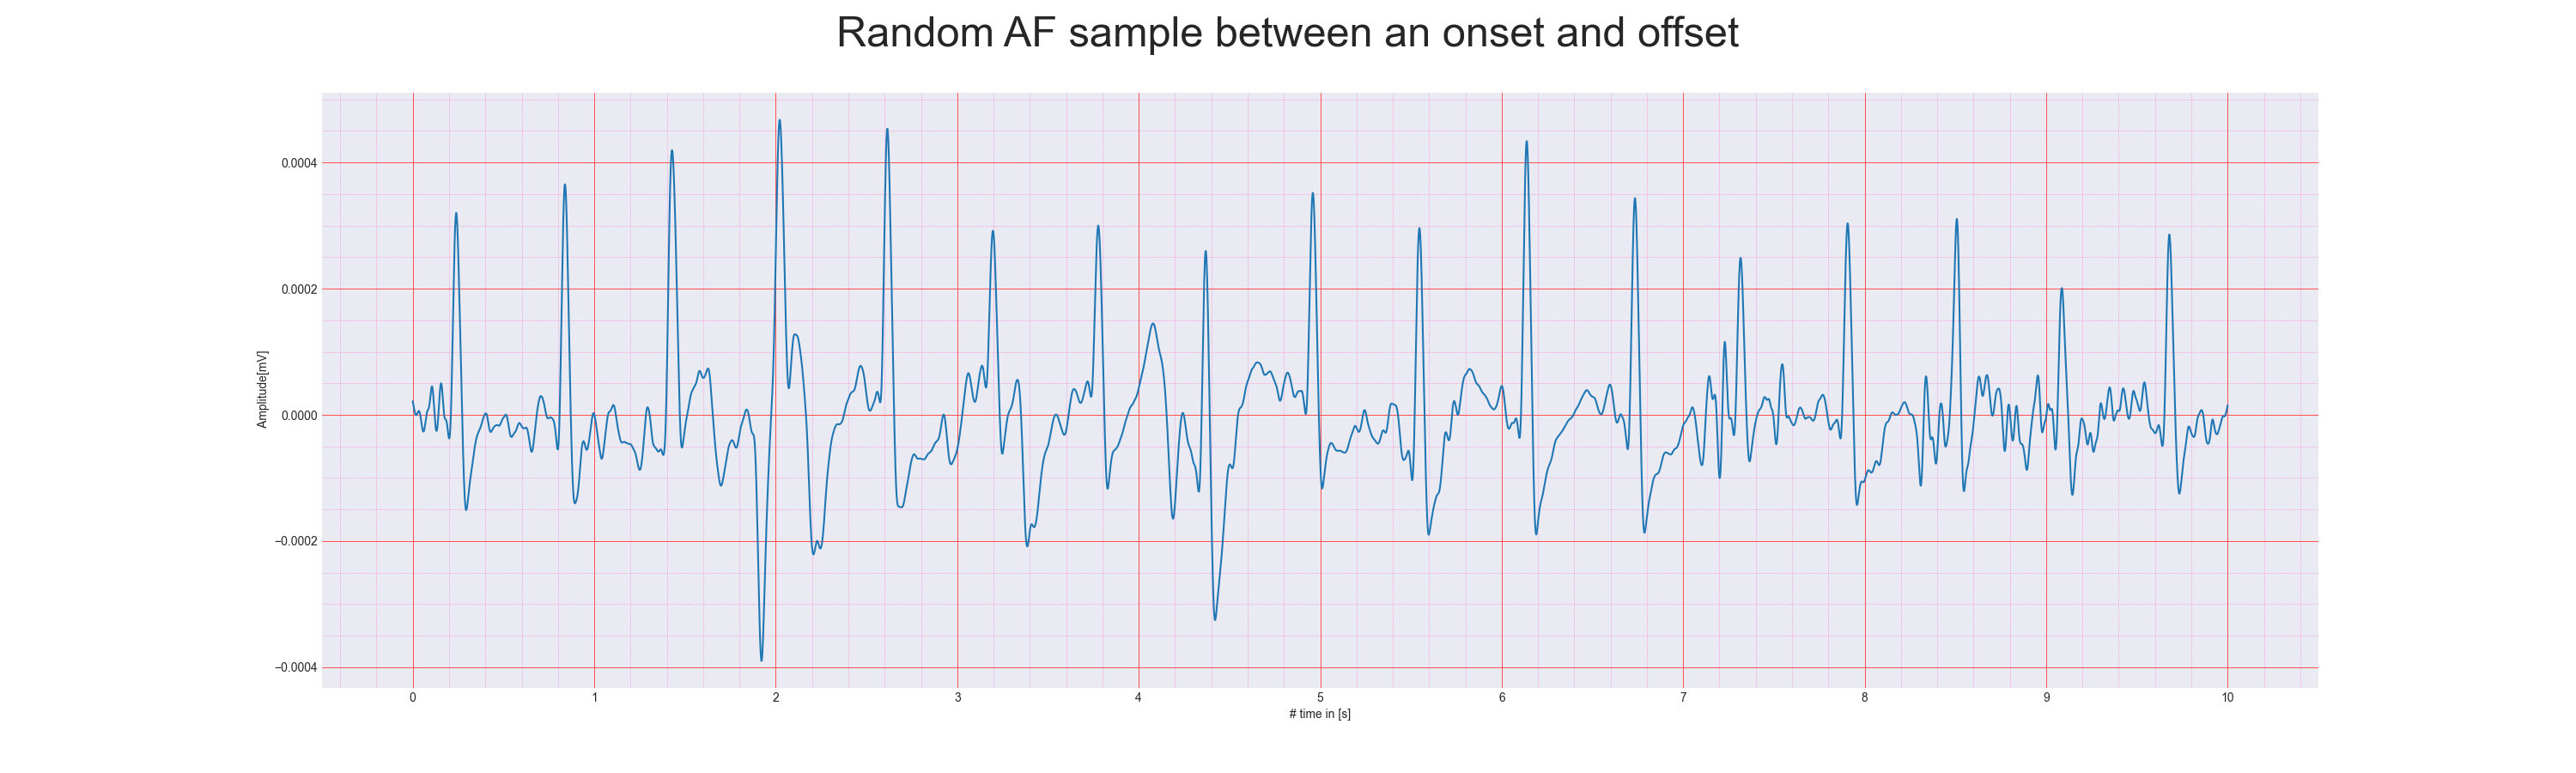 Random AF sample between an onset and offset
0.0004
0.0002
0.0000
−0.0002
−0.0004
Amplitude[mV]
0 1 2 3 4 5 6 7 8 9 10
# time in [s]